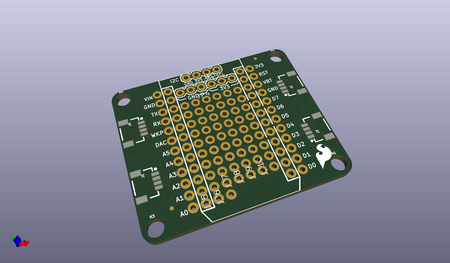 I2C
3V3
VIN
GND
TX
RX
WKP
DAC
A5
A4
A3
A2
A1
A0
3V3
RST
VBT
GND
D7
D6
D5
D4
D3
D2
D1
D0